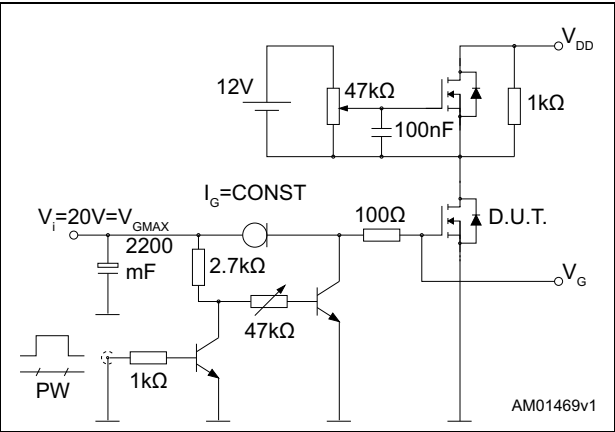 V_DD
12V
47kΩ
1kΩ
100nF
I_G=CONST
V_i=20V=V_GMAX
100Ω
D.U.T.
2200
mF
2.7kΩ
V_G
47kΩ
PW
1kΩ
AM01469v1